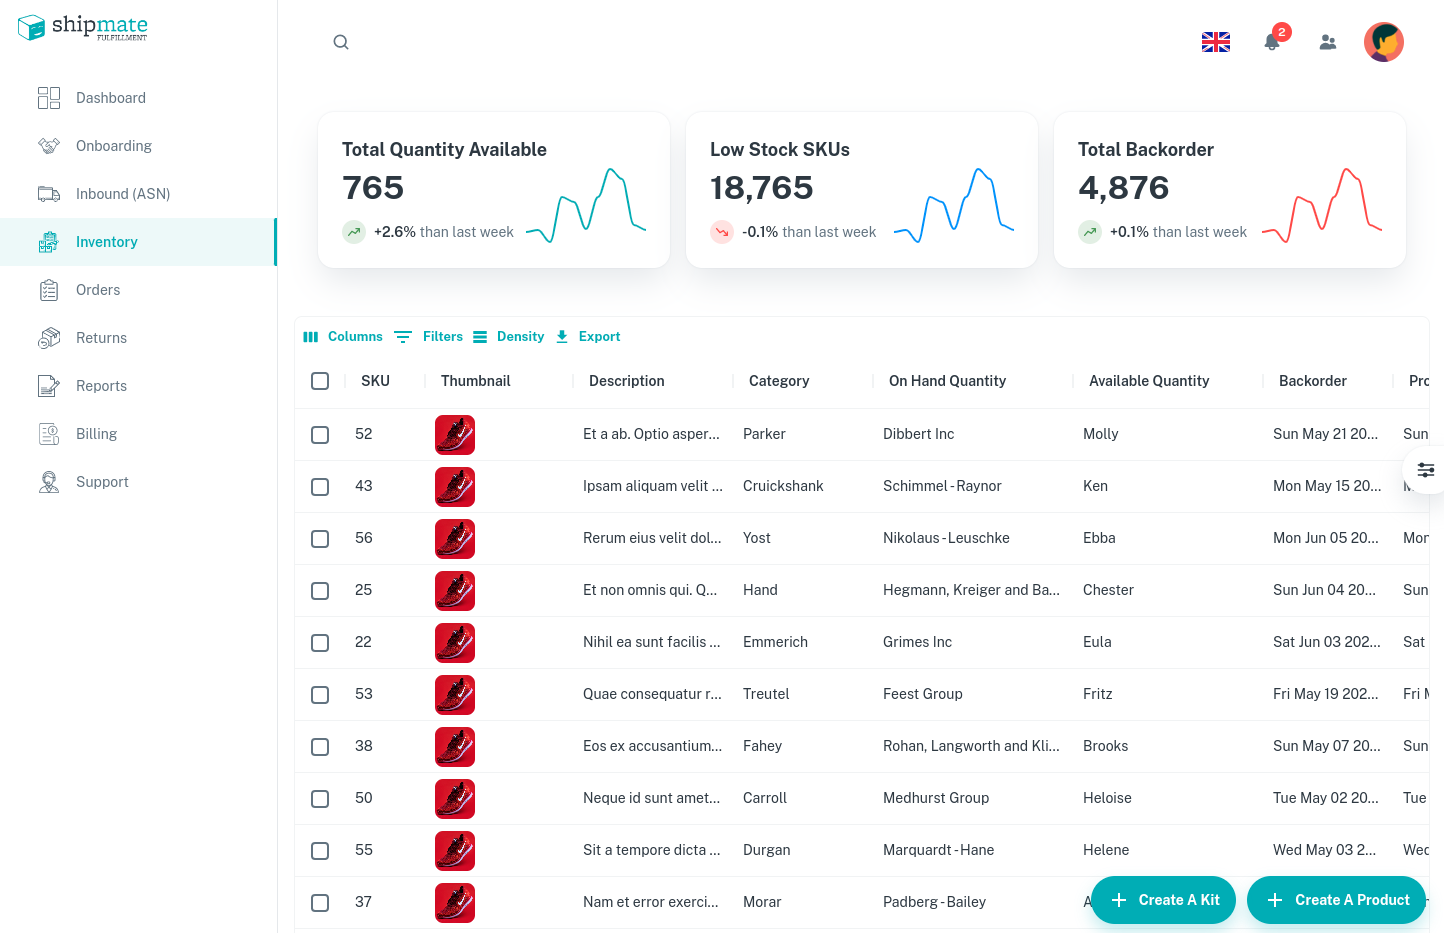 shipmate
FULFILLMENT
2
Dashboard
Onboarding
Inbound (ASN)
Inventory
Orders
Returns
Reports
Billing
Support
Total Quantity Available
765
+2.6% than last week
Low Stock SKUs
18,765
-0.1% than last week
Total Backorder
4,876
+0.1% than last week
Columns Filters Density Export
SKU Thumbnail Description Category On Hand Quantity Available Quantity Backorder Pro
52 Et a ab. Optio asper... Parker Dibbert Inc Molly Sun May 21 20... Sun
43 Ipsam aliquam velit ... Cruickshank Schimmel - Raynor Ken Mon May 15 20...
56 Rerum eius velit dol... Yost Nikolaus - Leuschke Ebba Mon Jun 05 20... Mon
25 Et non omnis qui. Q... Hand Hegmann, Kreiger and Ba... Chester Sun Jun 04 20... Sun
22 Nihil ea sunt facilis ... Emmerich Grimes Inc Eula Sat Jun 03 202... Sat
53 Quae consequatur r... Treutel Feest Group Fritz Fri May 19 202... Fri
38 Eos ex accusantium... Fahey Rohan, Langworth and Kli... Brooks Sun May 07 20... Sun
50 Neque id sunt amet... Carroll Medhurst Group Heloise Tue May 02 20... Tue
55 Sit a tempore dicta ... Durgan Marquardt - Hane Helene Wed May 03 2... Wed
37 Nam et error exerci... Morar Padberg - Bailey
Create A Kit Create A Product